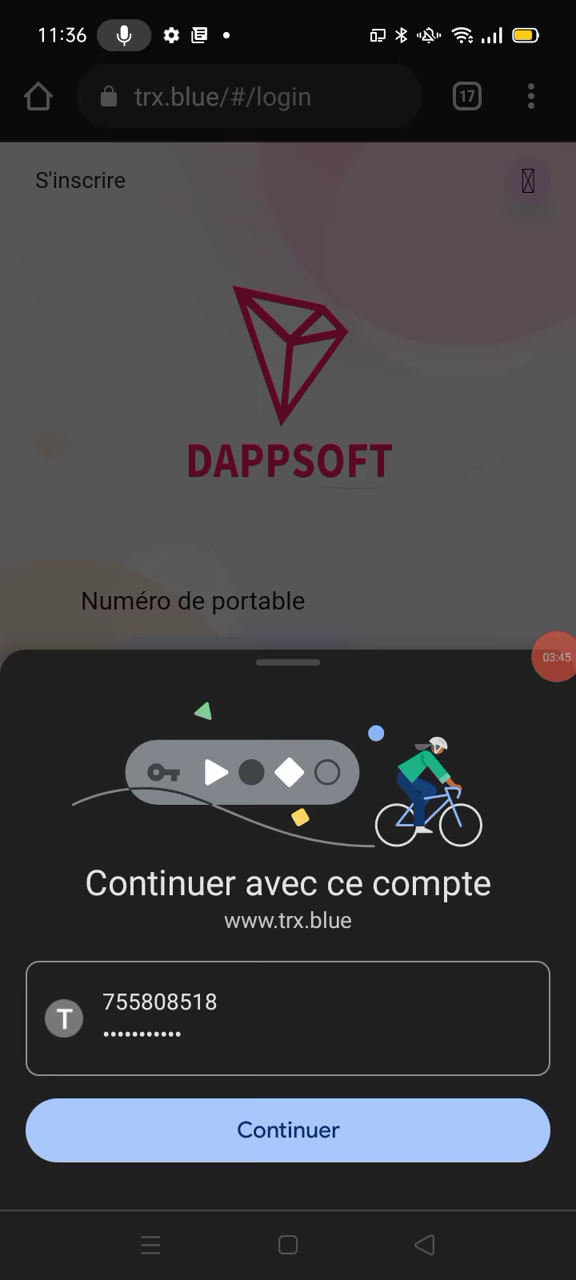 11:36
17
trx.blue/#/login
S'inscrire
DAPPSOFT
Numéro de portable
03:45
Continuer avec ce compte
www.trx.blue
T
755808518
•••••••••••
Continuer